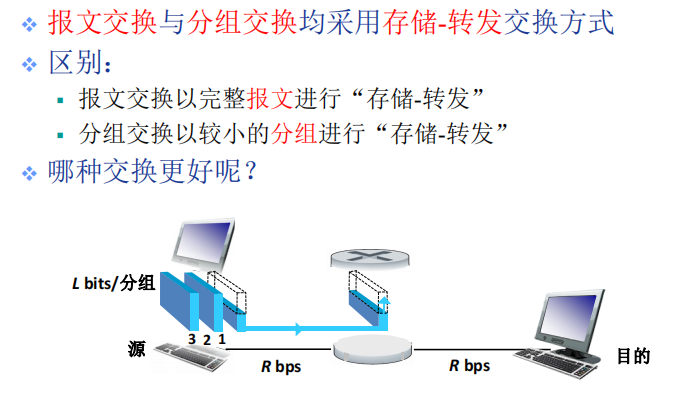 报文交换与分组交换均采用存储-转发交换方式
区别：
报文交换以完整报文进行“存储-转发”
分组交换以较小的分组进行“存储-转发”
哪种交换更好呢？
L bits/分组
3 2 1
源
R bps
R bps
目的